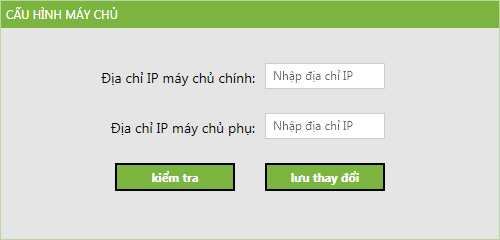 CẤU HÌNH MÁY CHỦ
Địa chỉ IP máy chủ chính: Nhập địa chỉ IP
Địa chỉ IP máy chủ phụ: Nhập địa chỉ IP
kiểm tra lưu thay đổi